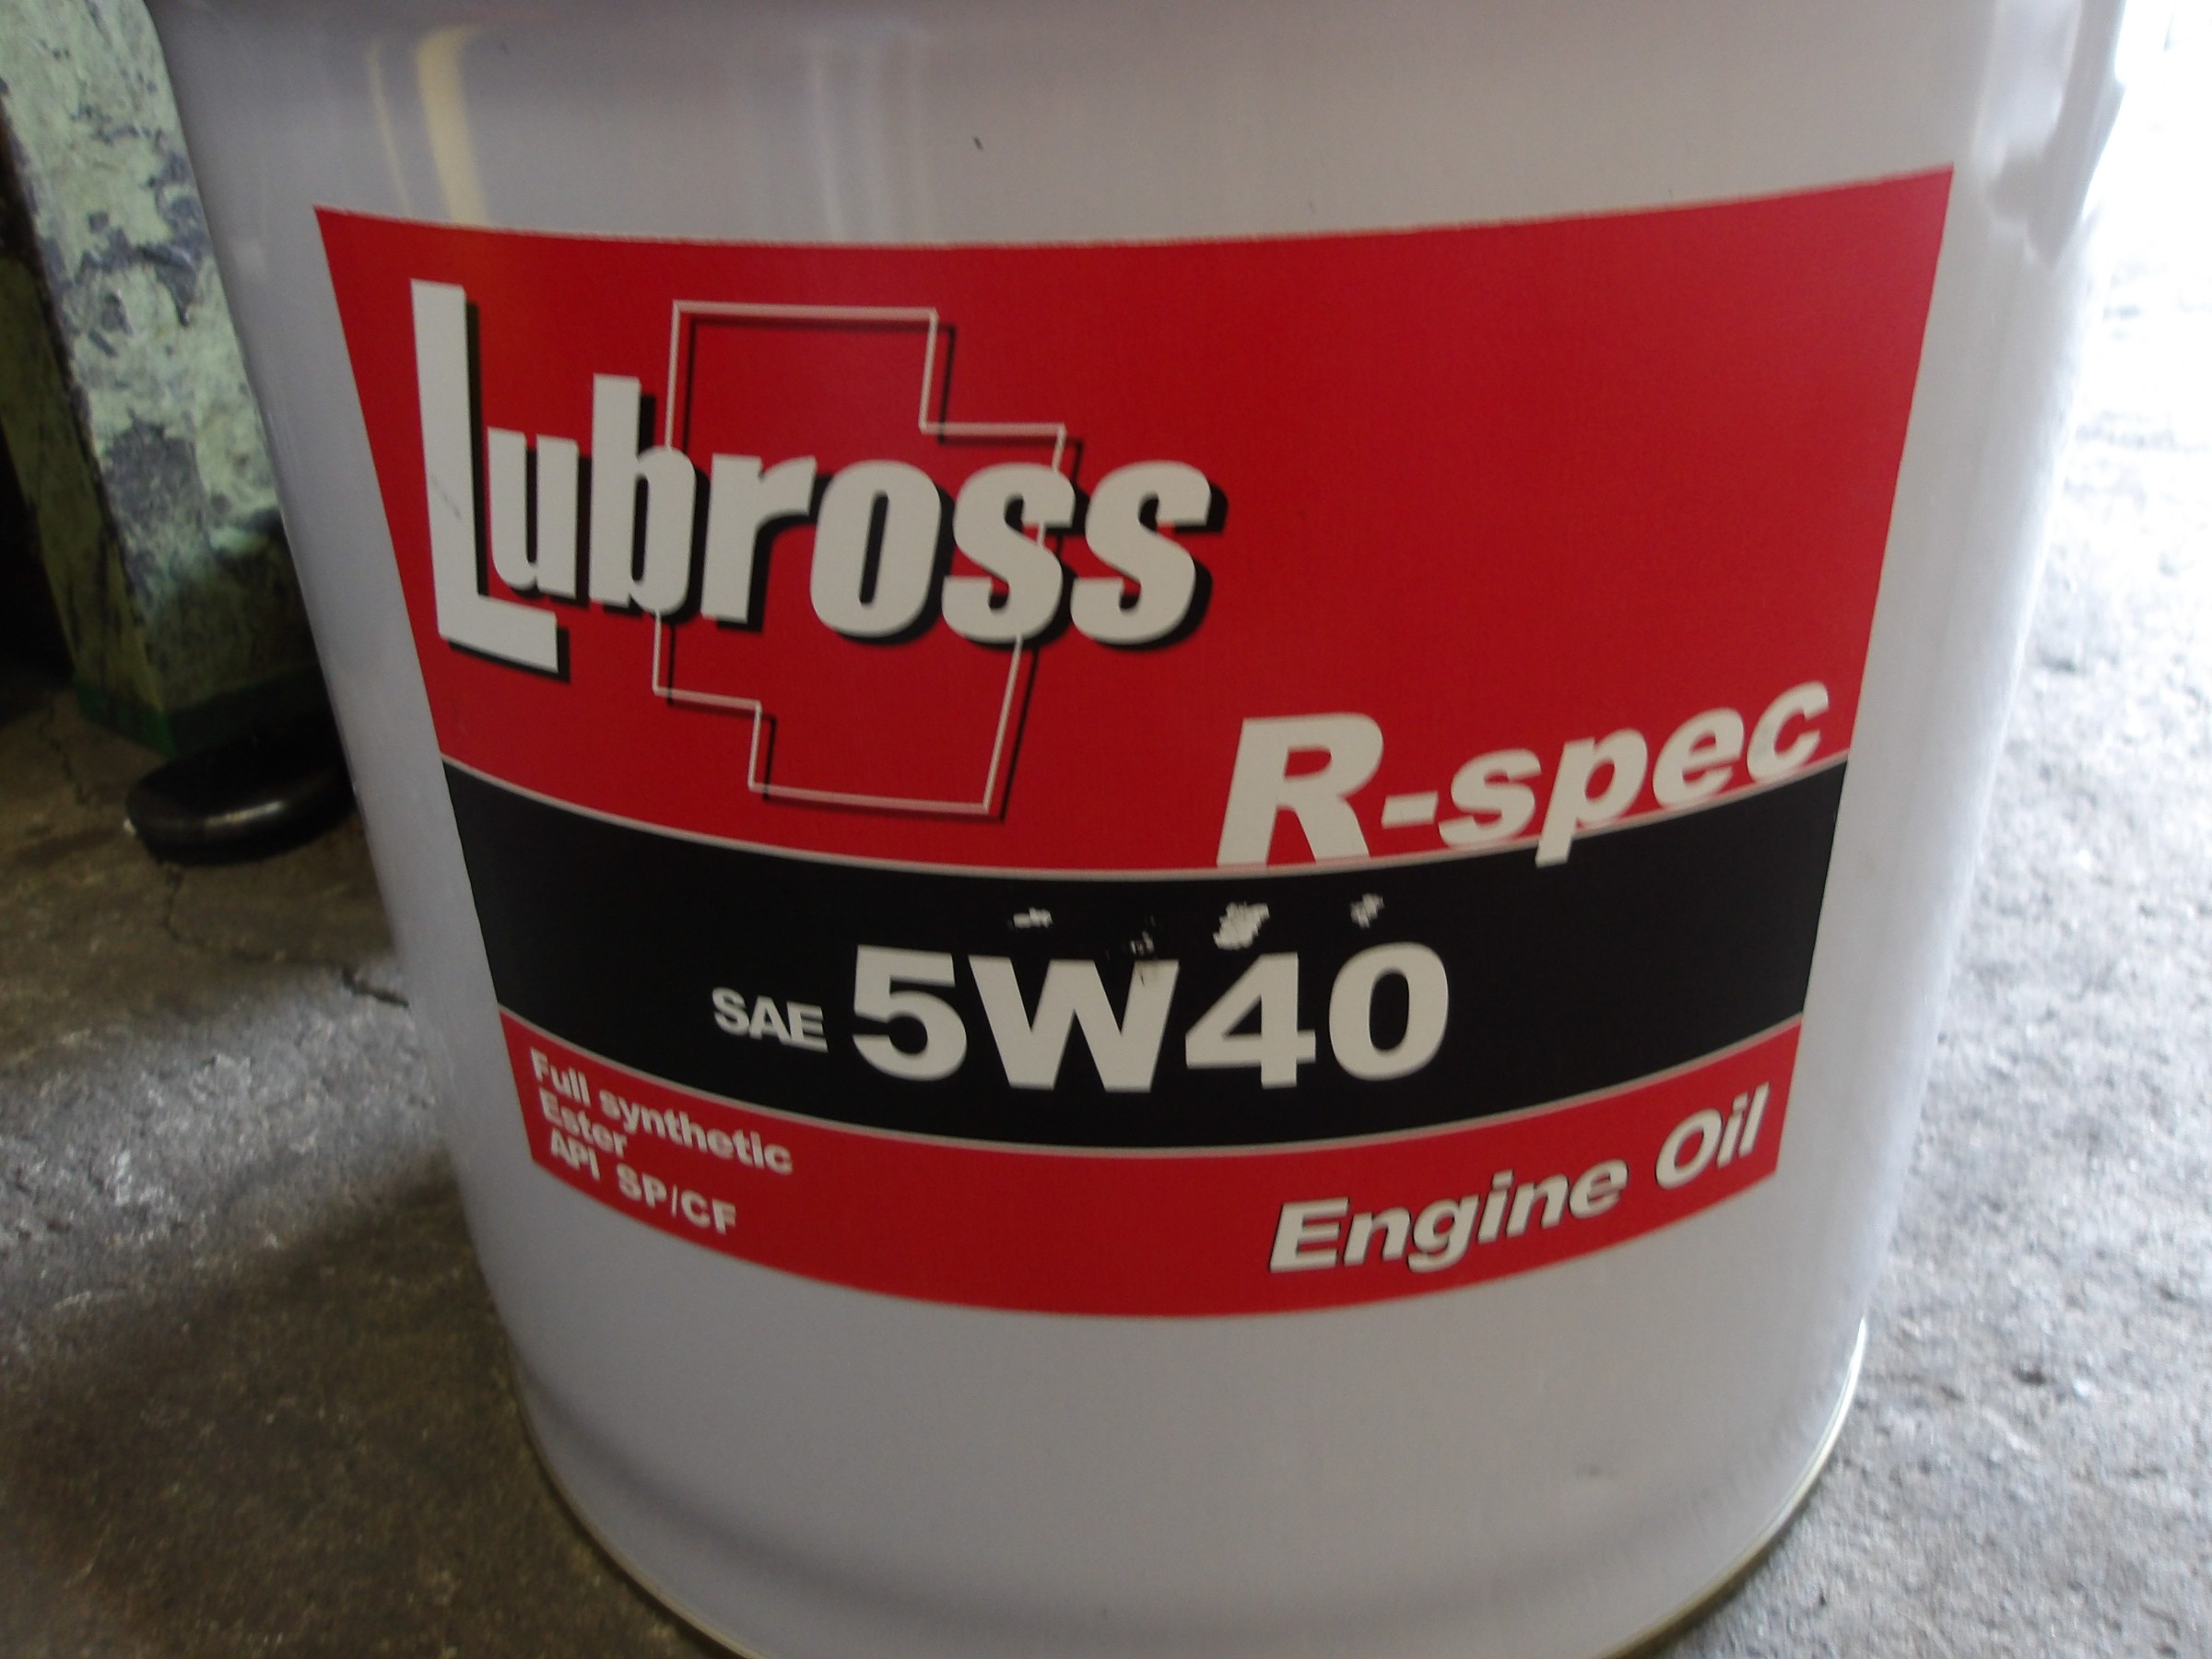 Lubross
R-spec
SAE 5W40
Full synthetic
Ester
API SP/CF
Engine Oil